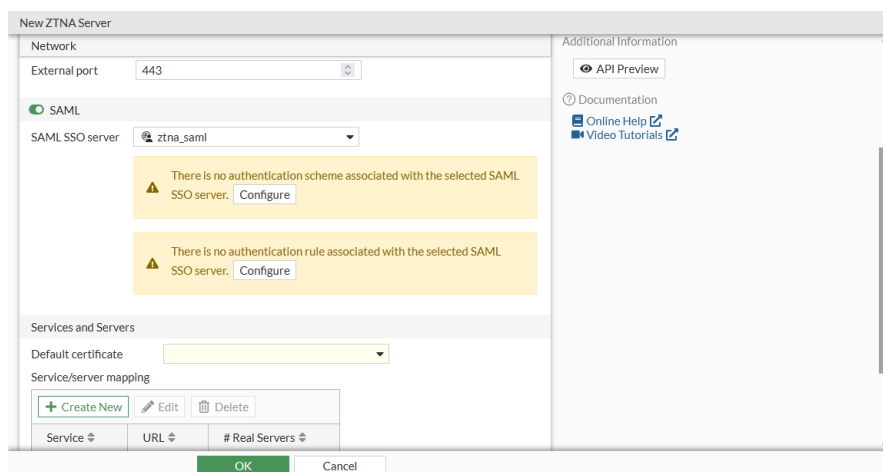 New ZTNA Server
Network
External port 443
SAML
SAML SSO server ztna_saml
There is no authentication scheme associated with the selected SAML
SSO server. Configure
There is no authentication rule associated with the selected SAML
SSO server. Configure
Services and Servers
Default certificate
Service/server mapping
+ Create New Edit Delete
Service URL # Real Servers
OK Cancel
Additional Information
API Preview
Documentation
Online Help
Video Tutorials